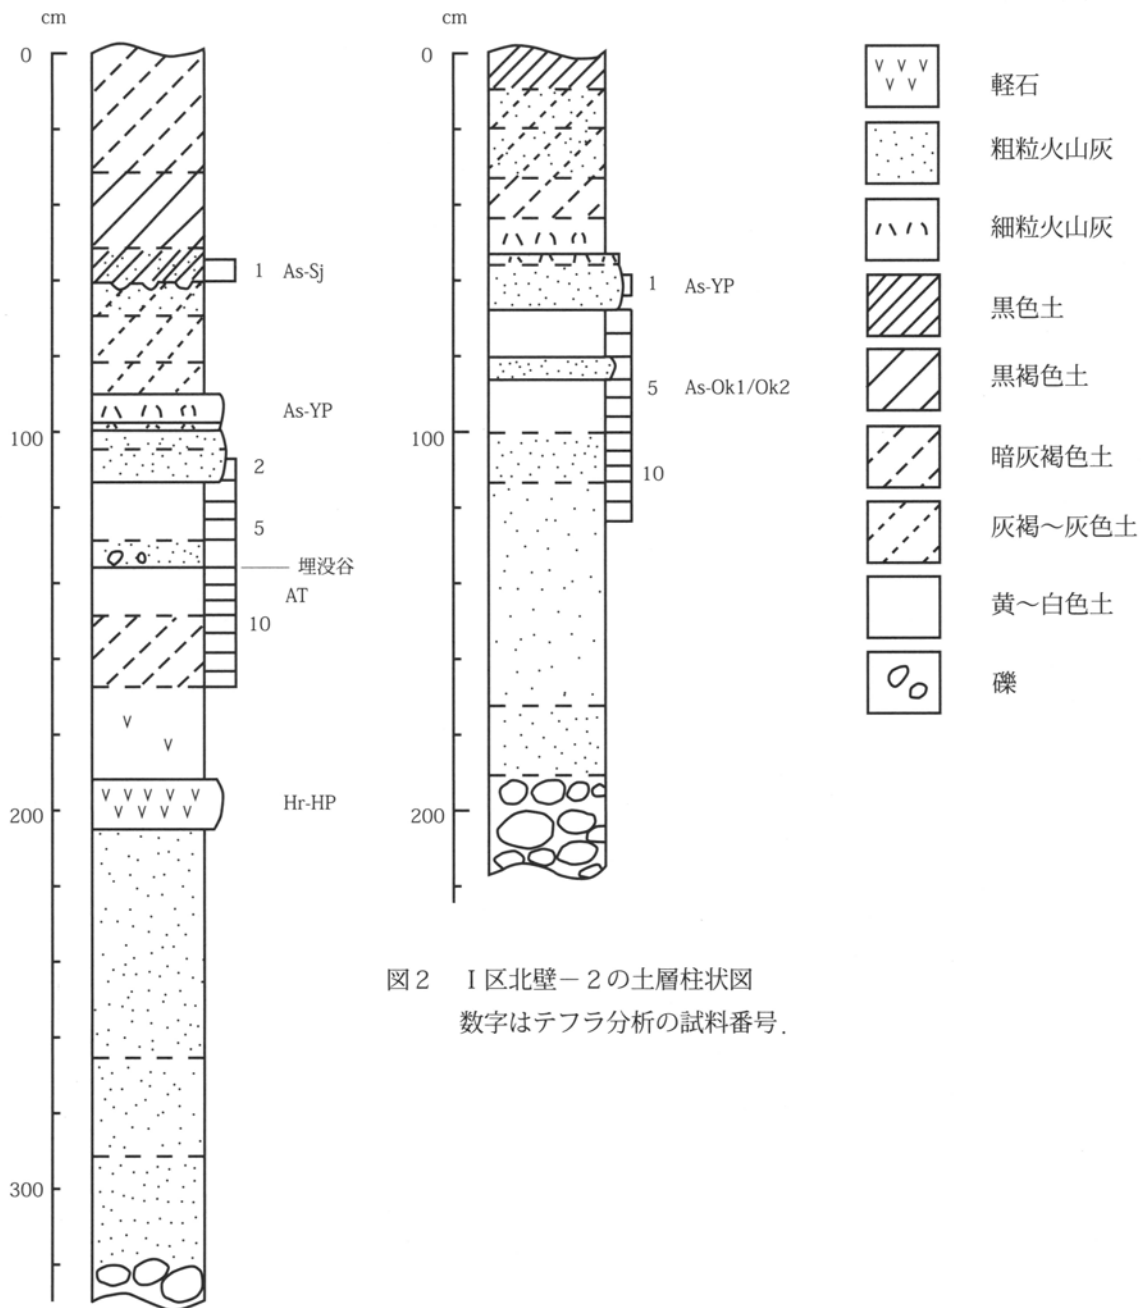 cm
0
100
200
300
1 As-Sj
As-YP
2
5
埋没谷
AT
10
Hr-HP
cm
0
100
200
1 As-YP
5 As-Ok1/Ok2
10
図2 Ⅰ区北壁－2の土層柱状図
数字はテフラ分析の試料番号.
軽石
粗粒火山灰
細粒火山灰
黒色土
黒褐色土
暗灰褐色土
灰褐～灰色土
黄～白色土
礫